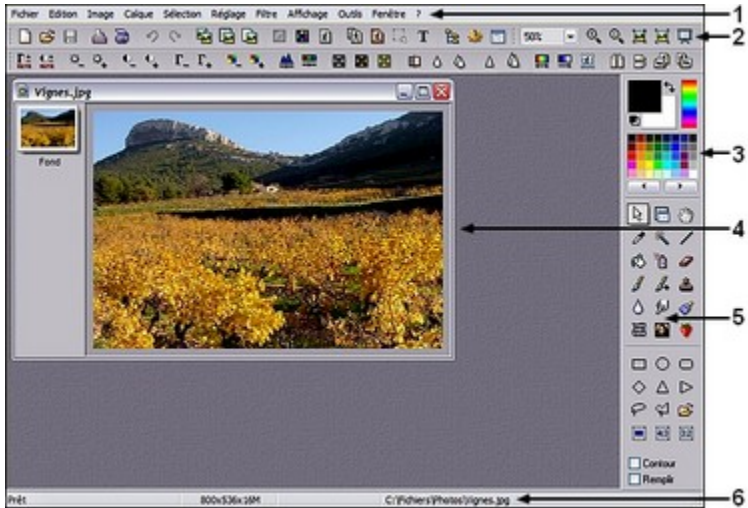 Fichier Edition Image Calque Sélection Réglage Filtre Affichage Outils Fenêtre ?
1
50%
2
Vignes.jpg
Fond
3
4
5
Contour
Remplir
Prêt 800x536x16M C:\Fichiers\Photos\Vignes.jpg
6